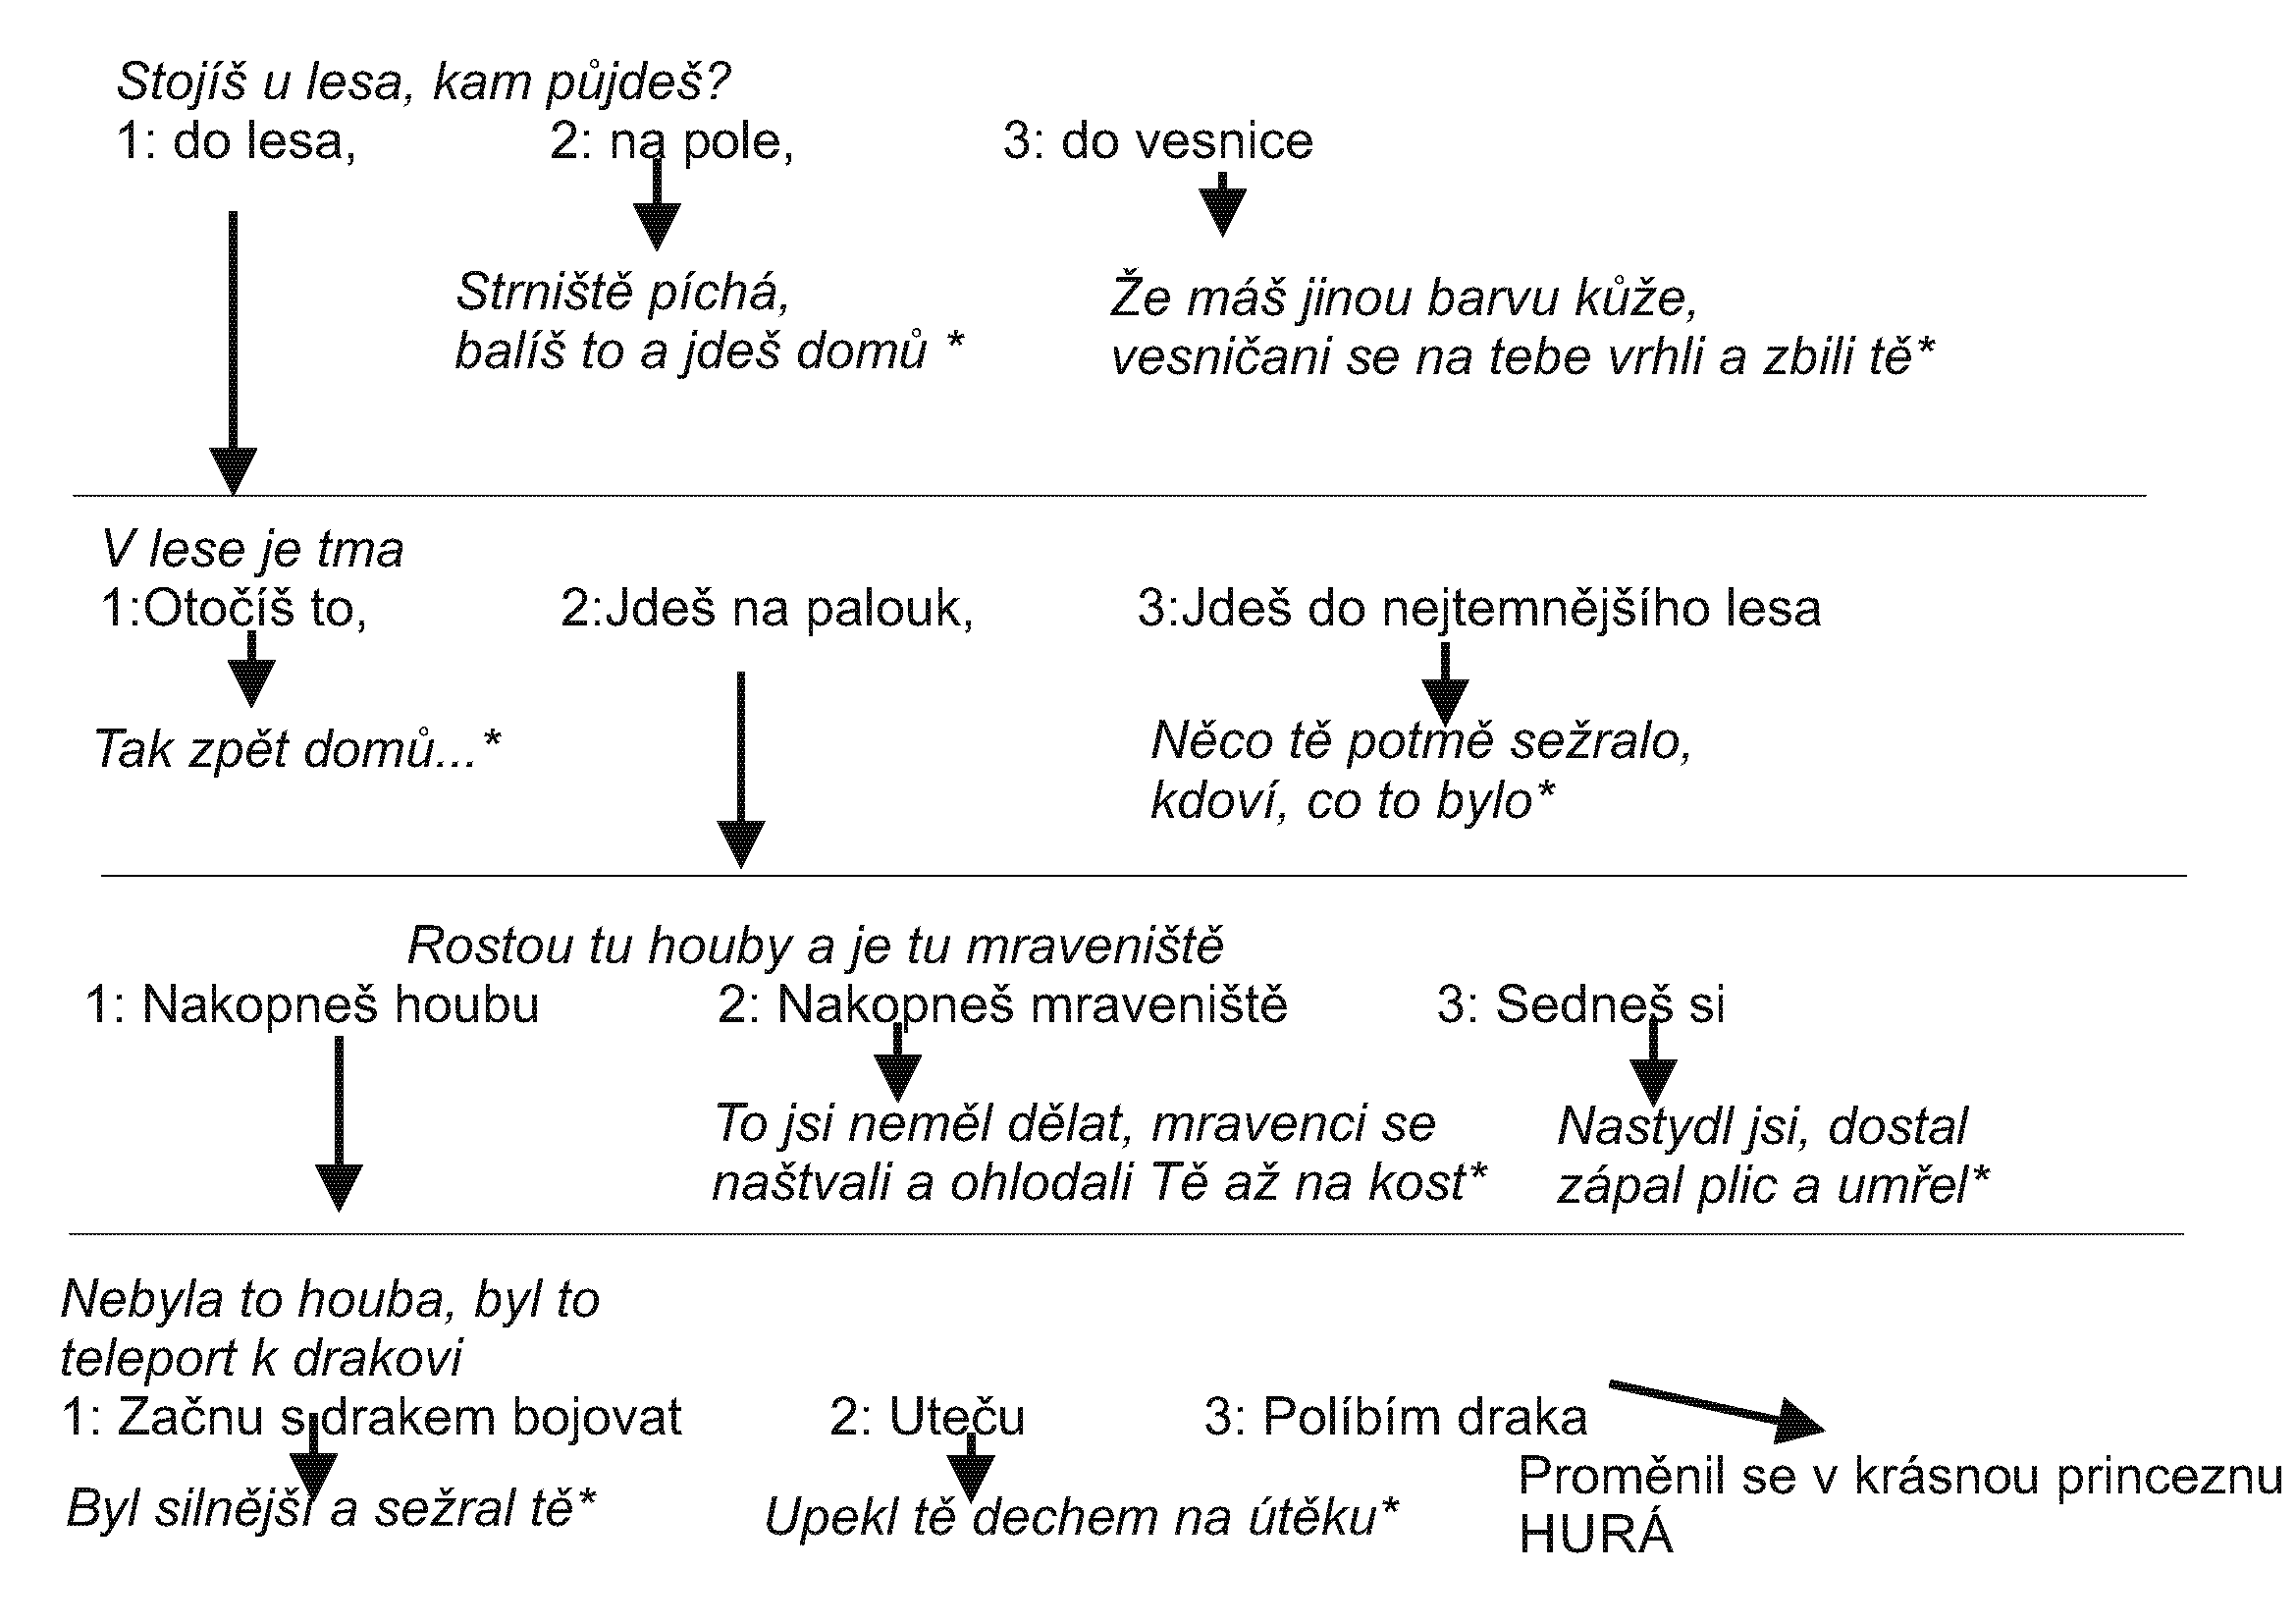 Stojíš u lesa, kam půjdeš?
1: do lesa, 2: na pole, 3: do vesnice
Strniště píchá,
balíš to a jdeš domů *
Že máš jinou barvu kůže,
vesničani se na tebe vrhli a zbili tě*
V lese je tma
1:Otočíš to, 2:Jdeš na palouk, 3:Jdeš do nejtemnějšího lesa
Tak zpět domů...*
Něco tě potmě sežralo,
kdoví, co to bylo*
Rostou tu houby a je tu mraveniště
1: Nakopneš houbu 2: Nakopneš mraveniště 3: Sedneš si
To jsi neměl dělat, mravenci se
naštvali a ohlodali Tě až na kost*
Nastydl jsi, dostal
zápal plic a umřel*
Nebyla to houba, byl to
teleport k drakovi
1: Začnu s drakem bojovat 2: Uteču 3: Políbím draka
Byl silnější a sežral tě*
Upekl tě dechem na útěku*
Proměnil se v krásnou princeznu
HURÁ